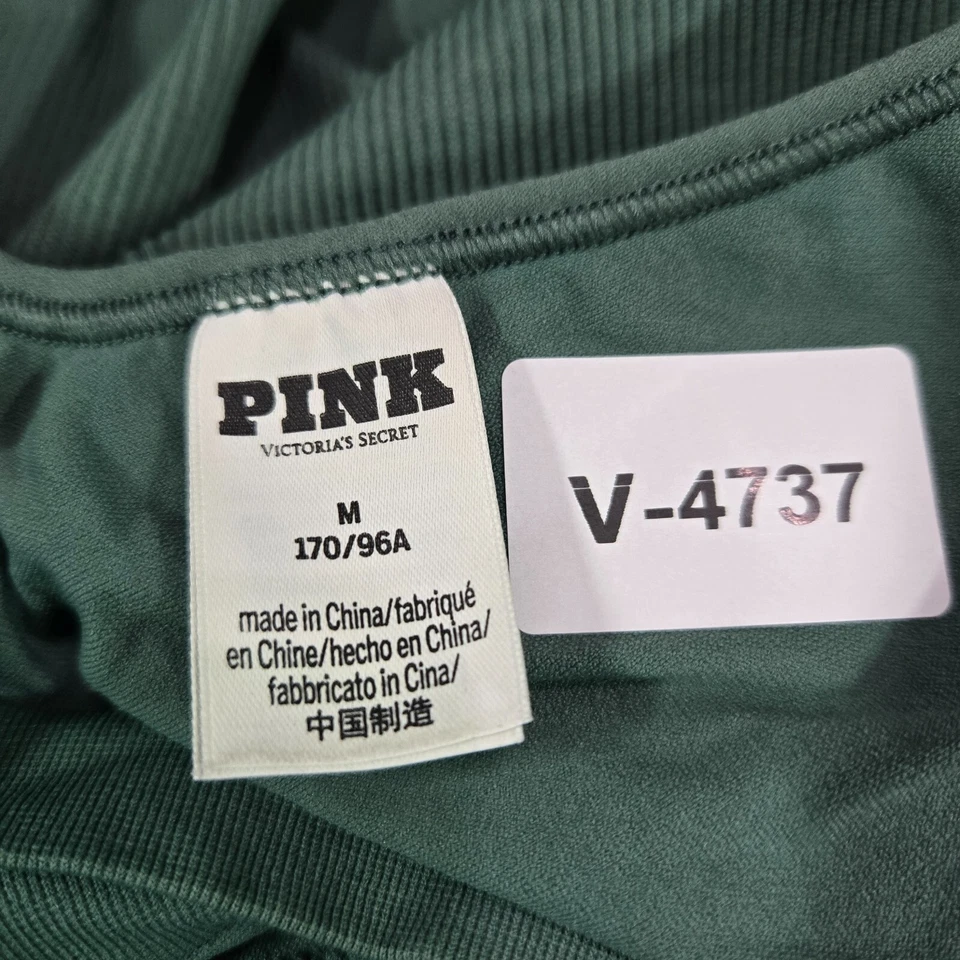 PINK
VICTORIA'S SECRET
M
170/96A
made in China/fabriqué
en Chine/hecho en China/
fabbricato in Cina/
中国制造
V-4737